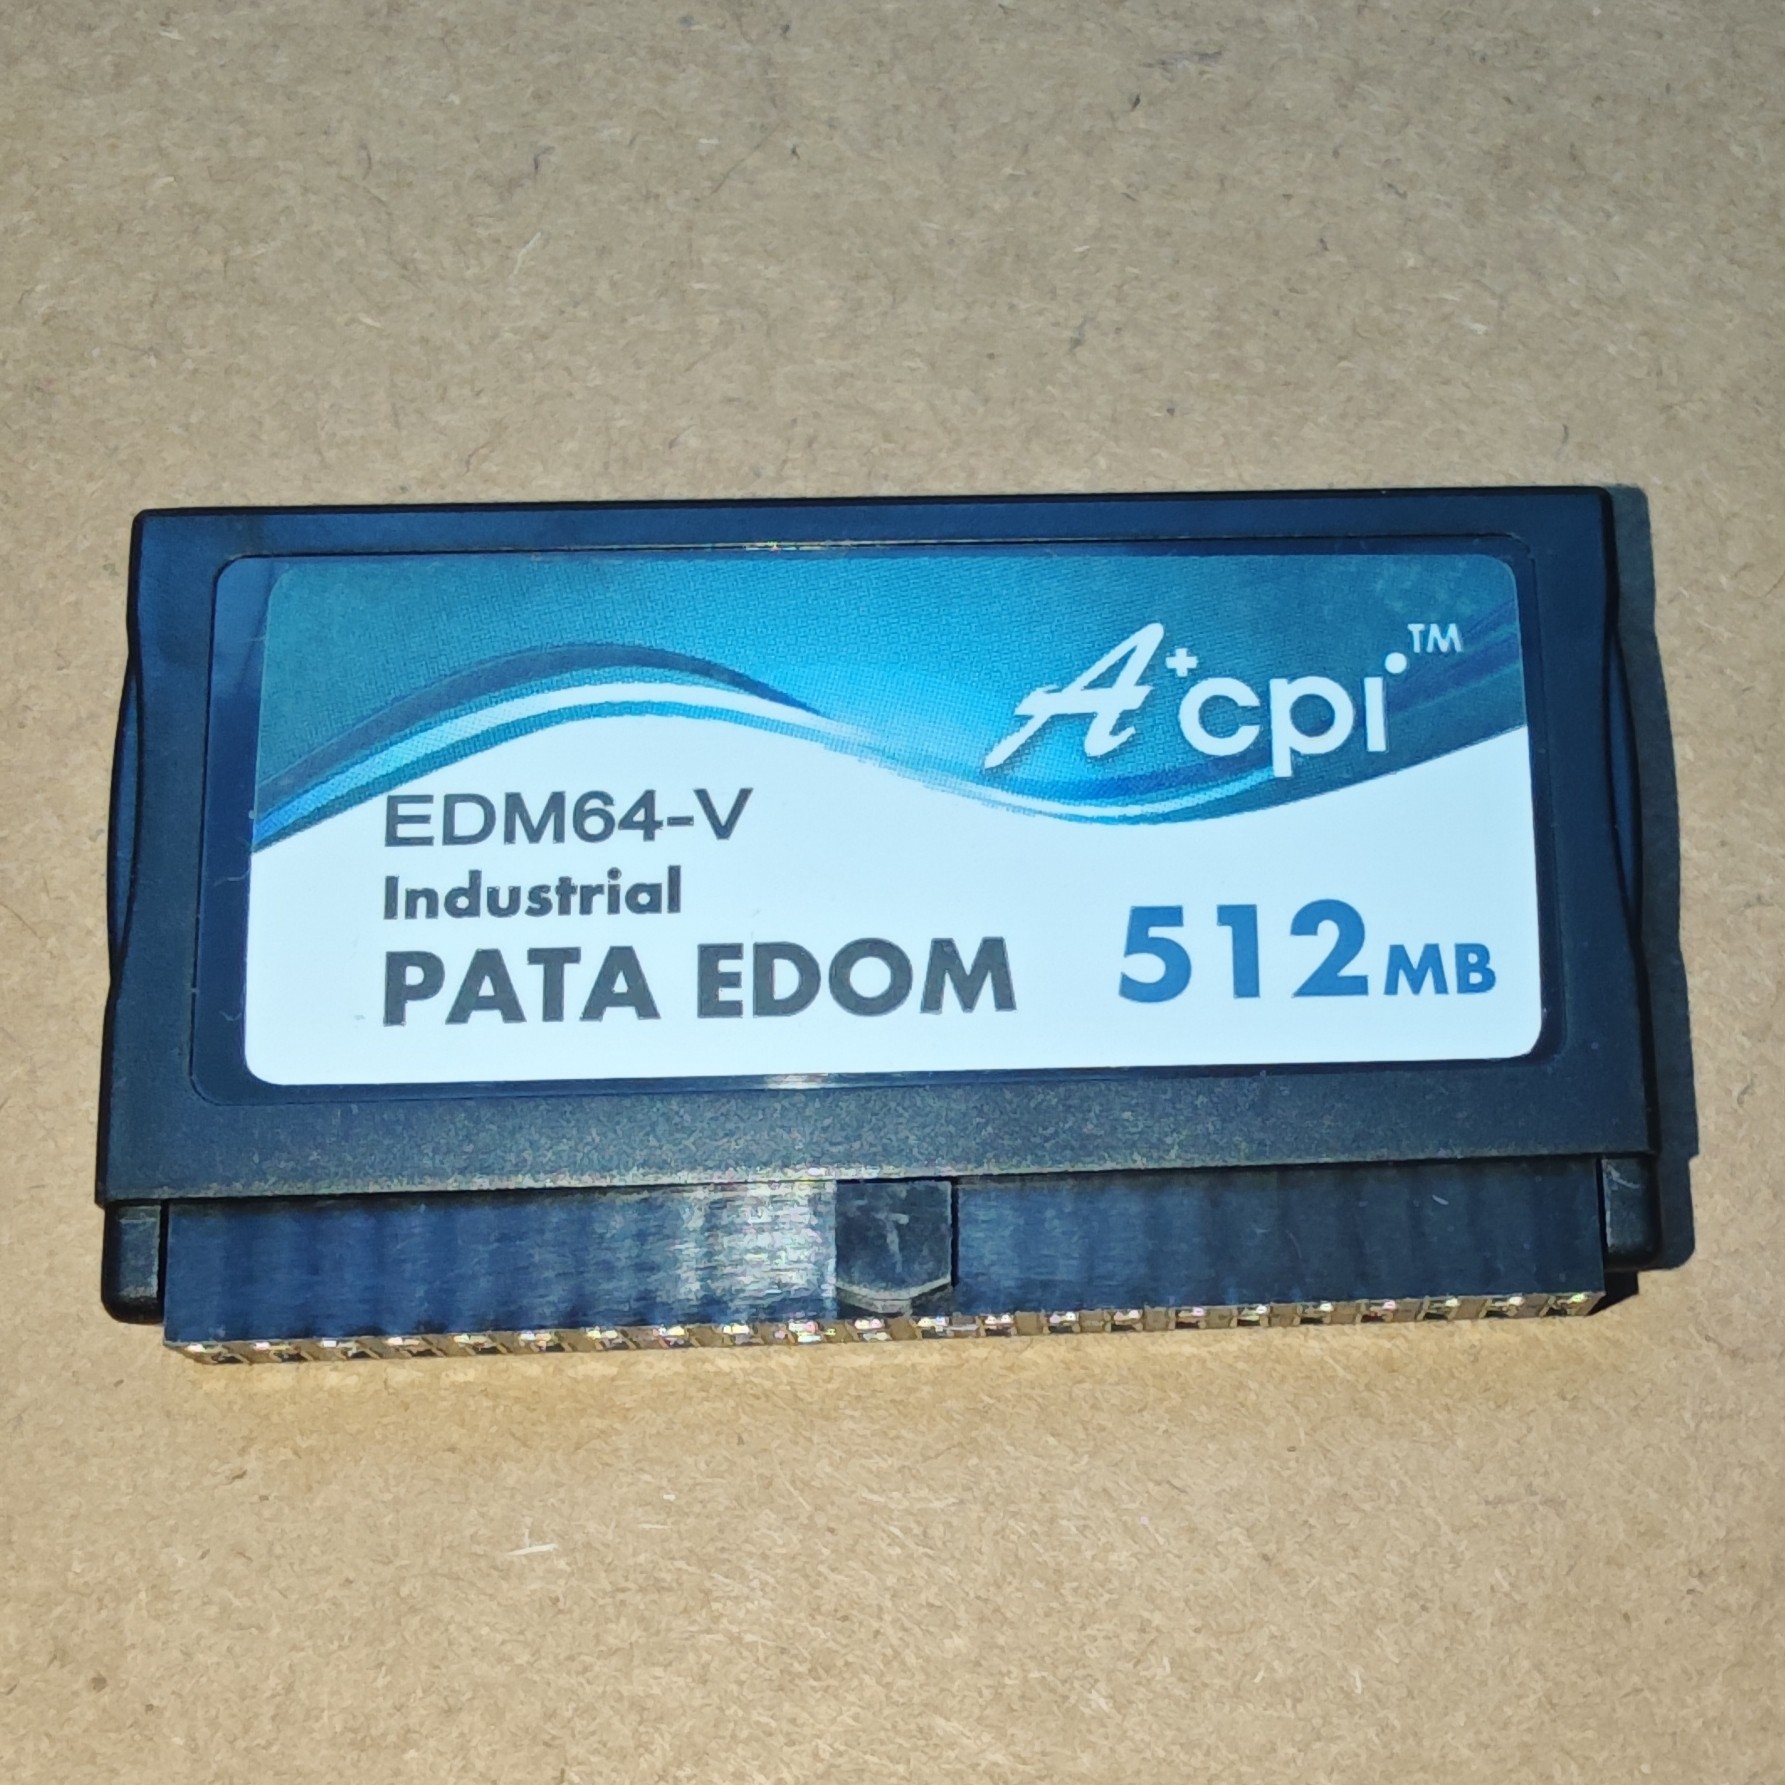 A+cpi™
EDM64-V
Industrial
PATA EDOM
512MB